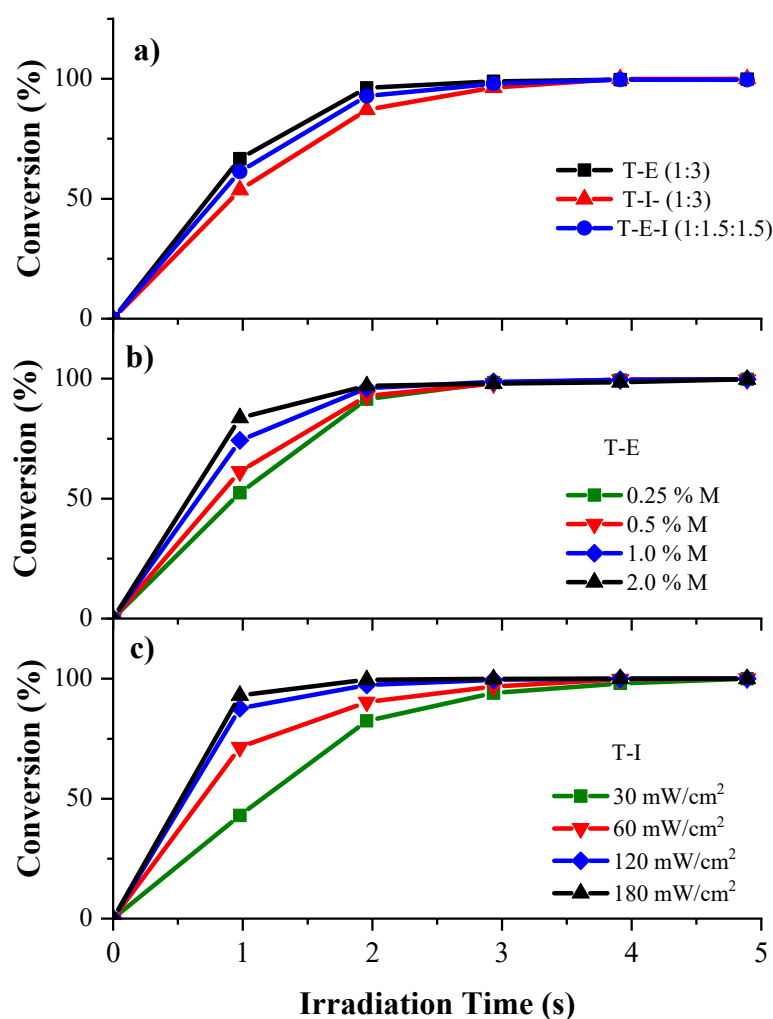 a)
Conversion (%)
100
50
0
T-E (1:3)
T-I- (1:3)
T-E-I (1:1.5:1.5)
b)
Conversion (%)
100
50
0
T-E
0.25 % M
0.5 % M
1.0 % M
2.0 % M
c)
Conversion (%)
100
50
0
T-I
30 mW/cm²
60 mW/cm²
120 mW/cm²
180 mW/cm²
0 1 2 3 4 5
Irradiation Time (s)